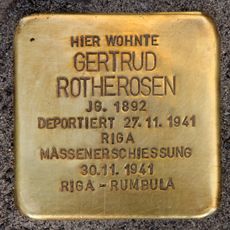 HIER WOHNTE
GERTRUD
ROTHEROSEN
JG. 1892
DEPORTIERT 27.11.1941
RIGA
MASSENERSCHIESSUNG
30.11.1941
RIGA - RUMBULA